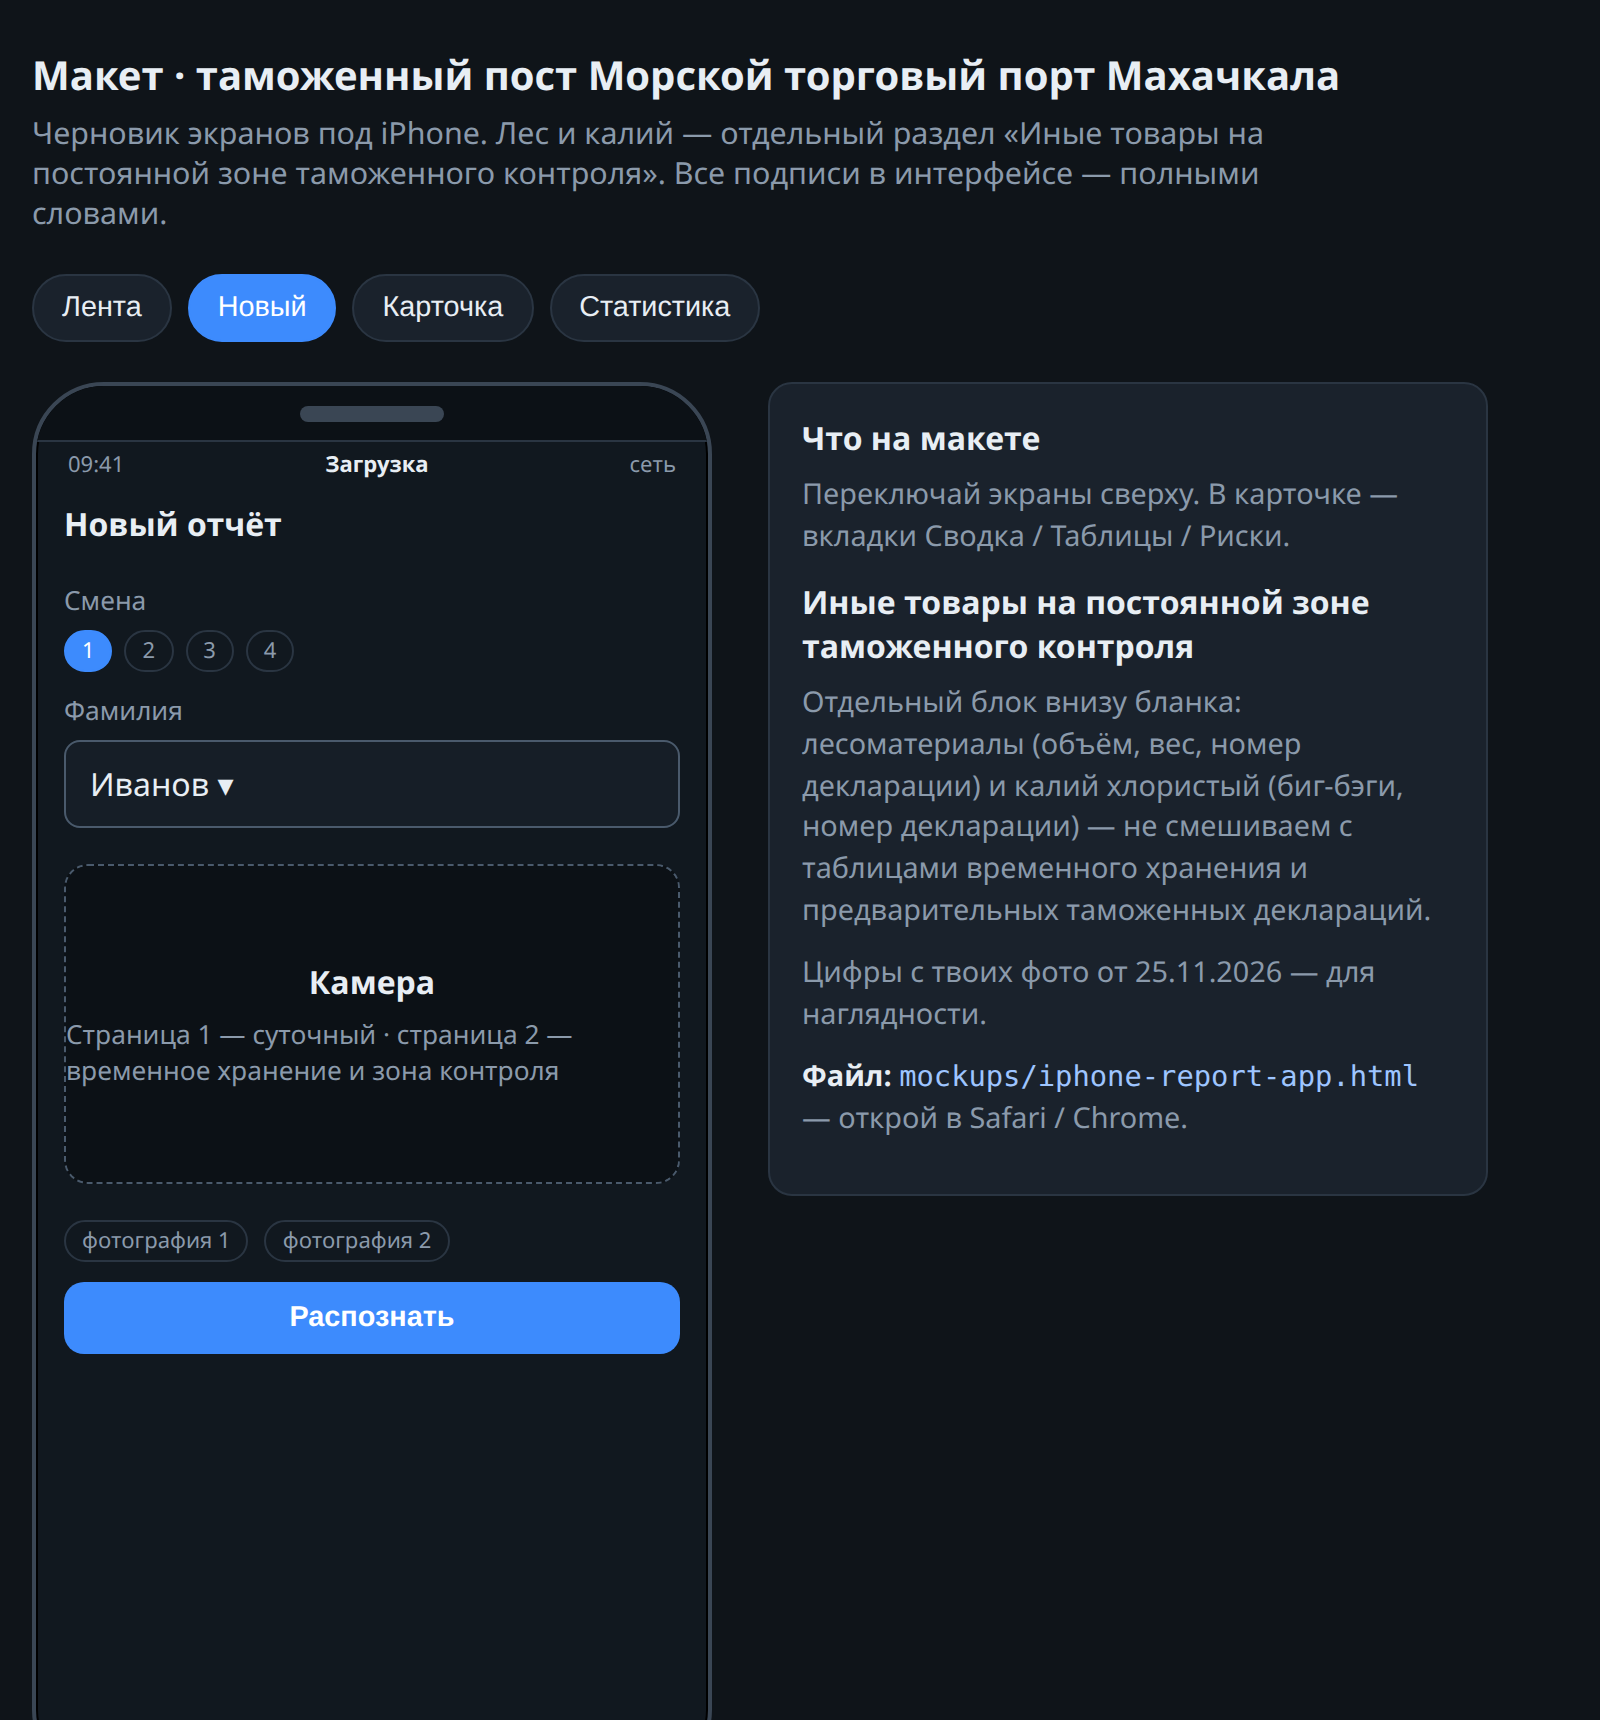 Макет · таможенный пост Морской торговый порт Махачкала
Черновик экранов под iPhone. Лес и калий — отдельный раздел «Иные товары на
постоянной зоне таможенного контроля». Все подписи в интерфейсе — полными
словами.
Лента
Новый
Карточка
Статистика
09:41
Загрузка
сеть
Новый отчёт
Смена
1
2
3
4
Фамилия
Иванов ▾
Камера
Страница 1 — суточный · страница 2 —
временное хранение и зона контроля
фотография 1
фотография 2
Распознать
Что на макете
Переключай экраны сверху. В карточке —
вкладки Сводка / Таблицы / Риски.
Иные товары на постоянной зоне
таможенного контроля
Отдельный блок внизу бланка:
лесоматериалы (объём, вес, номер
декларации) и калий хлористый (биг-бэги,
номер декларации) — не смешиваем с
таблицами временного хранения и
предварительных таможенных деклараций.
Цифры с твоих фото от 25.11.2026 — для
наглядности.
Файл: mockups/iphone-report-app.html
— открой в Safari / Chrome.